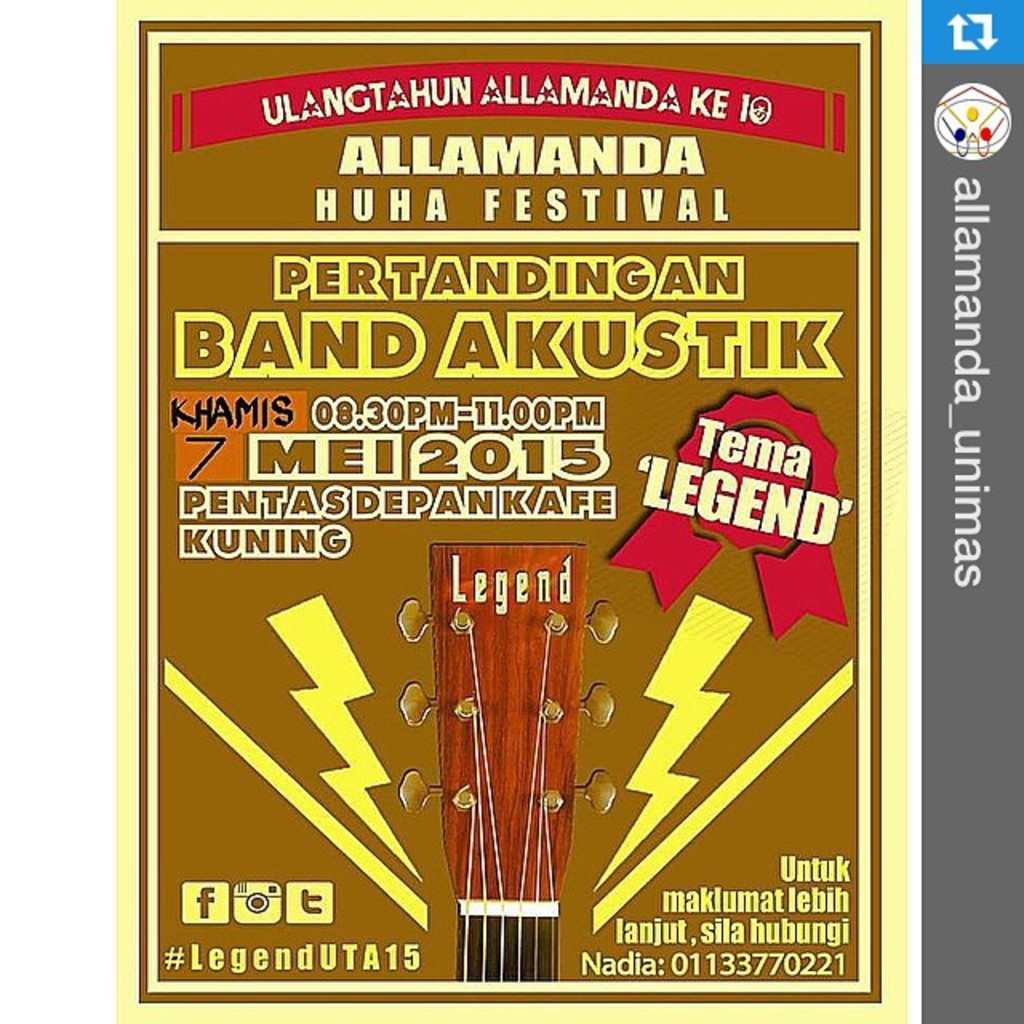 ULANGTAHUN ALLAMANDA KE 10
ALLAMANDA
HUHA FESTIVAL
PERTANDINGAN
BAND AKUSTIK
KHAMIS 08.30PM-11.00PM
7 MEI 2015
PENTAS DEPAN KAFE
KUNING
Tema
'LEGEND'
Legend
f t
#LegendUTA15
Untuk
maklumat lebih
lanjut, sila hubungi
Nadia: 01133770221
allamanda_unimas